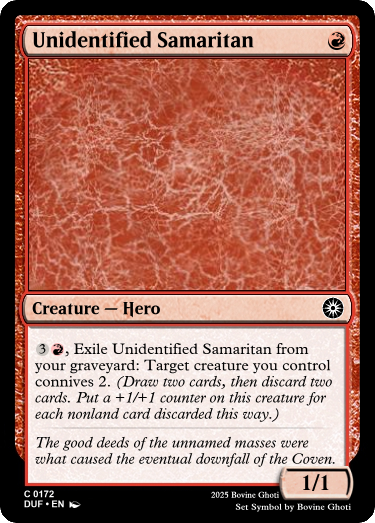 Unidentified Samaritan
Creature — Hero
3 R, Exile Unidentified Samaritan from
your graveyard: Target creature you control
connives 2. (Draw two cards, then discard two
cards. Put a +1/+1 counter on this creature for
each nonland card discarded this way.)
The good deeds of the unnamed masses were
what caused the eventual downfall of the Coven.
1/1
C 0172
DUF • EN
2025 Bovine Ghoti
Set Symbol by Bovine Ghoti